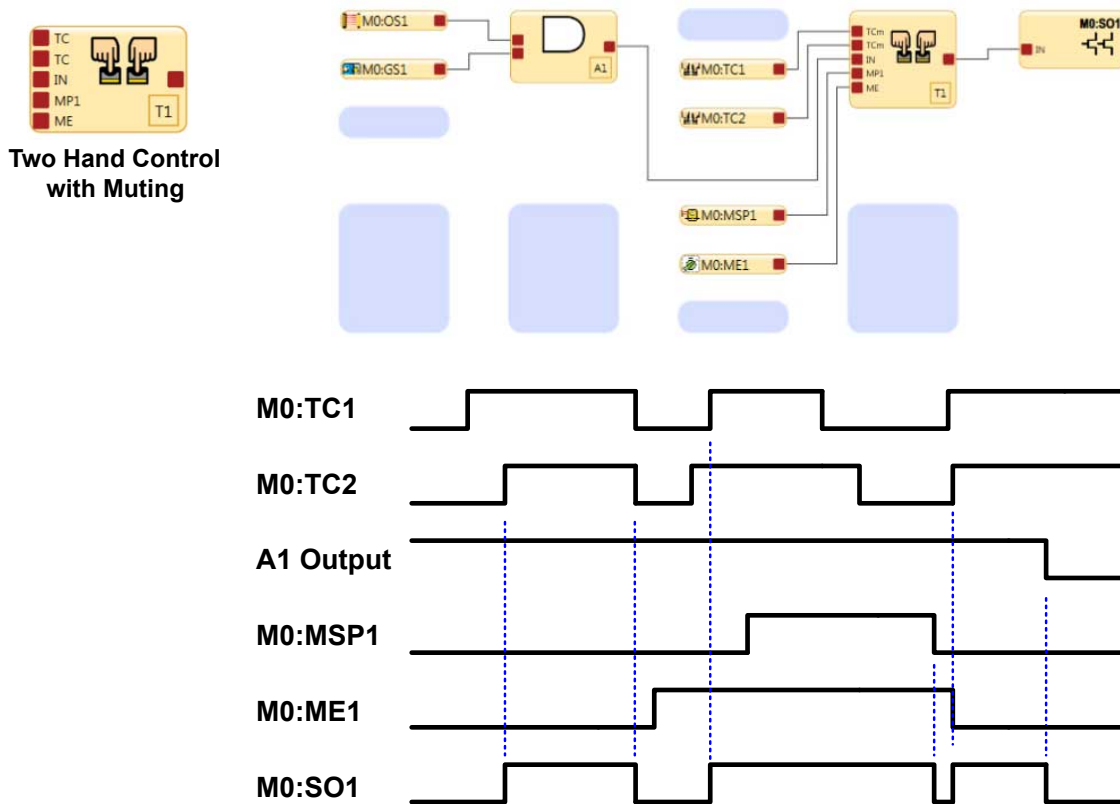 TC
TC
IN
MP1
ME
T1
Two Hand Control
with Muting
M0:OS1
M0:GS1
A1
M0:TC1
M0:TC2
M0:MSP1
M0:ME1
TCm
TCm
IN
MP1
ME
T1
M0:SO1
IN
M0:TC1
M0:TC2
A1 Output
M0:MSP1
M0:ME1
M0:SO1